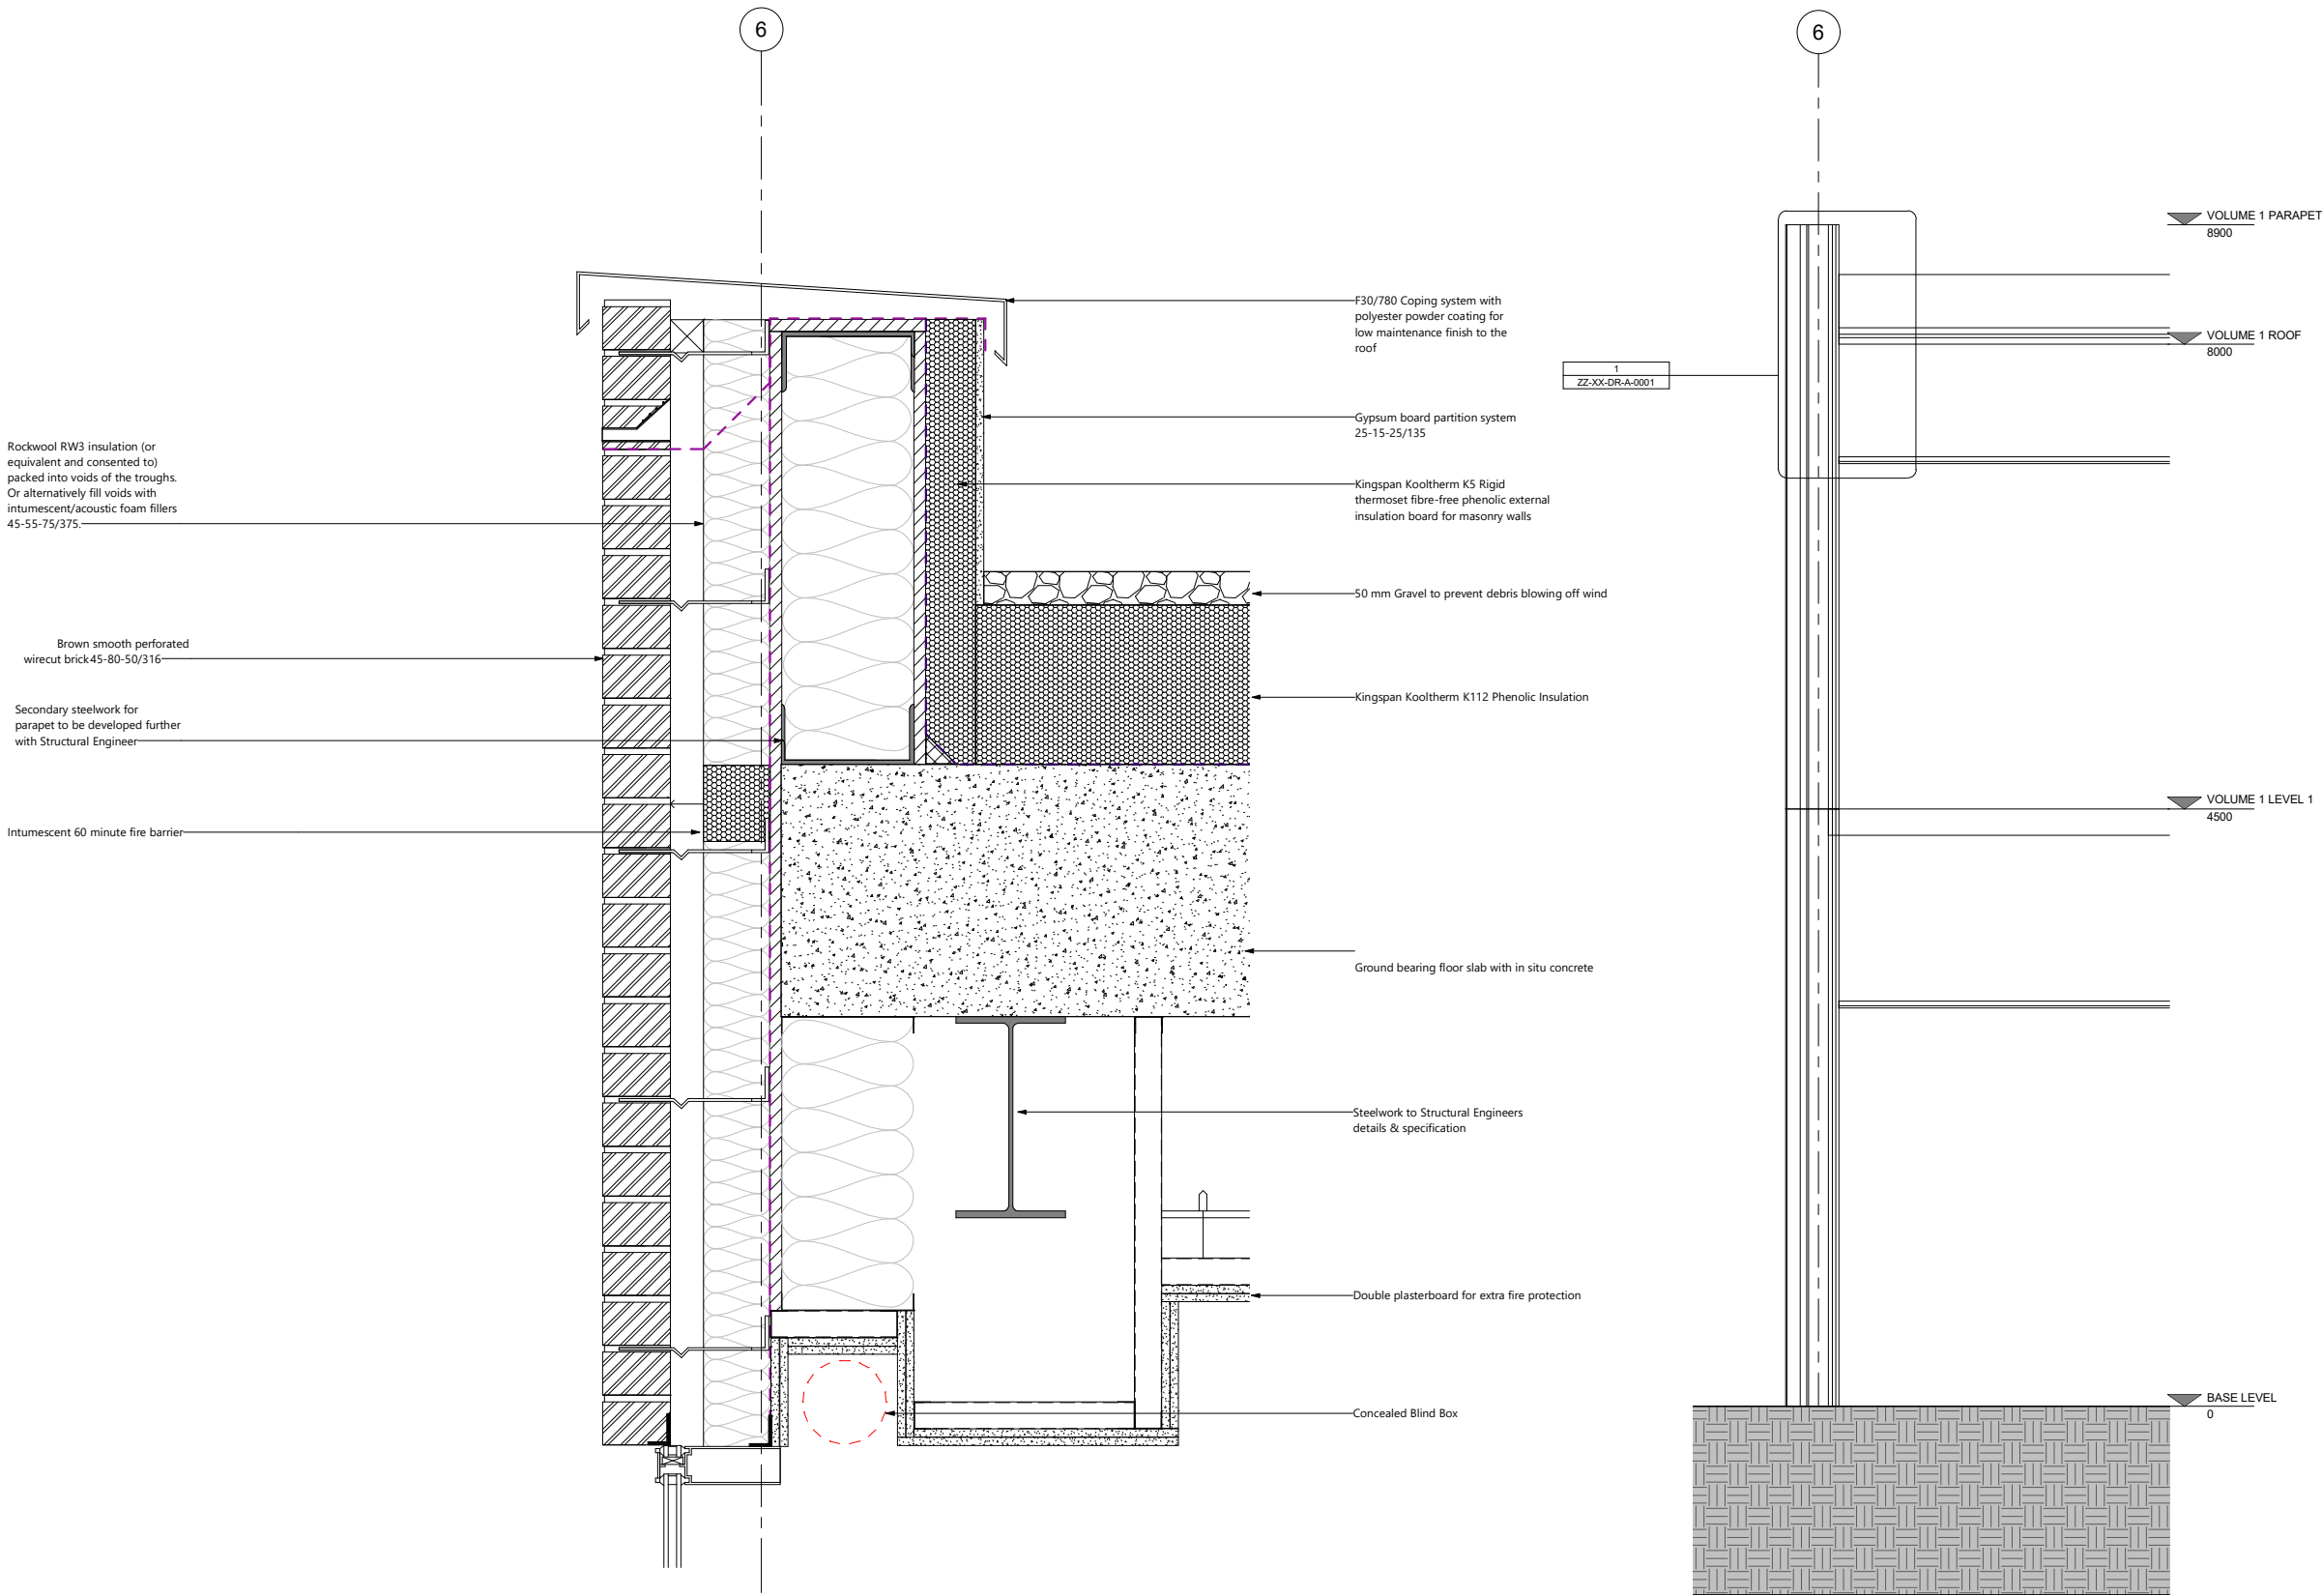 6
6
F30/780 Coping system with
polyester powder coating for
low maintenance finish to the
roof
Gypsum board partition system
25-15-25/135
Kingspan Kooltherm K5 Rigid
thermoset fibre-free phenolic external
insulation board for masonry walls
50 mm Gravel to prevent debris blowing off wind
Kingspan Kooltherm K112 Phenolic Insulation
Ground bearing floor slab with in situ concrete
Steelwork to Structural Engineers
details & specification
Double plasterboard for extra fire protection
Concealed Blind Box
Rockwool RW3 insulation (or
equivalent and consented to)
packed into voids of the troughs.
Or alternatively fill voids with
intumescent/acoustic foam fillers
45-55-75/375.
Brown smooth perforated
wirecut brick 45-80-50/316
Secondary steelwork for
parapet to be developed further
with Structural Engineer
Intumescent 60 minute fire barrier
1
ZZ-XX-DR-A-0001
VOLUME 1 PARAPET
8900
VOLUME 1 ROOF
8000
VOLUME 1 LEVEL 1
4500
BASE LEVEL
0